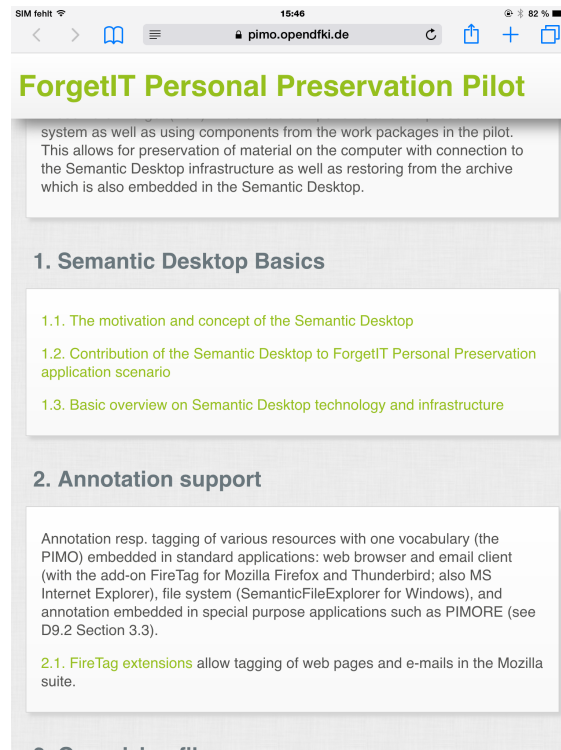 SIM fehlt 15:46 82 %
pimo.opendfki.de
ForgetIT Personal Preservation Pilot
system as well as using components from the work packages in the pilot.
This allows for preservation of material on the computer with connection to
the Semantic Desktop infrastructure as well as restoring from the archive
which is also embedded in the Semantic Desktop.
1. Semantic Desktop Basics
1.1. The motivation and concept of the Semantic Desktop
1.2. Contribution of the Semantic Desktop to ForgetIT Personal Preservation
application scenario
1.3. Basic overview on Semantic Desktop technology and infrastructure
2. Annotation support
Annotation resp. tagging of various resources with one vocabulary (the
PIMO) embedded in standard applications: web browser and email client
(with the add-on FireTag for Mozilla Firefox and Thunderbird; also MS
Internet Explorer), file system (SemanticFileExplorer for Windows), and
annotation embedded in special purpose applications such as PIMORE (see
D9.2 Section 3.3).
2.1. FireTag extensions allow tagging of web pages and e-mails in the Mozilla
suite.